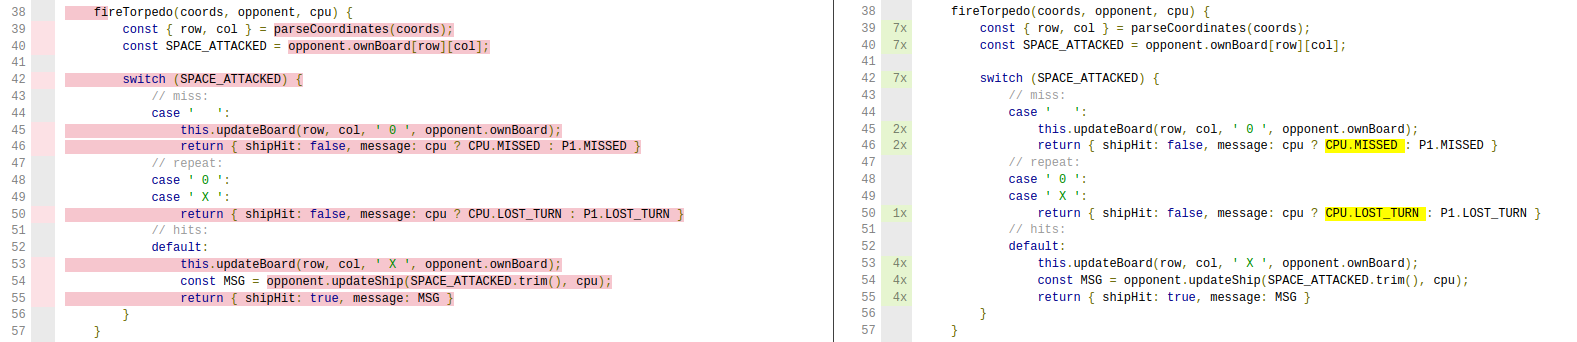 38 fireTorpedo(coords, opponent, cpu) {
39 const { row, col } = parseCoordinates(coords);
40 const SPACE_ATTACKED = opponent.ownBoard[row][col];
41
42 switch (SPACE_ATTACKED) {
43 // miss:
44 case '   ':
45 this.updateBoard(row, col, ' 0 ', opponent.ownBoard);
46 return { shipHit: false, message: cpu ? CPU.MISSED : P1.MISSED }
47 // repeat:
48 case ' 0 ':
49 case ' X ':
50 return { shipHit: false, message: cpu ? CPU.LOST_TURN : P1.LOST_TURN }
51 // hits:
52 default:
53 this.updateBoard(row, col, ' X ', opponent.ownBoard);
54 const MSG = opponent.updateShip(SPACE_ATTACKED.trim(), cpu);
55 return { shipHit: true, message: MSG }
56 }
57 }
38 fireTorpedo(coords, opponent, cpu) {
39 7x const { row, col } = parseCoordinates(coords);
40 7x const SPACE_ATTACKED = opponent.ownBoard[row][col];
41
42 7x switch (SPACE_ATTACKED) {
43 // miss:
44 case '   ':
45 2x this.updateBoard(row, col, ' 0 ', opponent.ownBoard);
46 2x return { shipHit: false, message: cpu ? CPU.MISSED : P1.MISSED }
47 // repeat:
48 case ' 0 ':
49 case ' X ':
50 1x return { shipHit: false, message: cpu ? CPU.LOST_TURN : P1.LOST_TURN }
51 // hits:
52 default:
53 4x this.updateBoard(row, col, ' X ', opponent.ownBoard);
54 4x const MSG = opponent.updateShip(SPACE_ATTACKED.trim(), cpu);
55 4x return { shipHit: true, message: MSG }
56 }
57 }